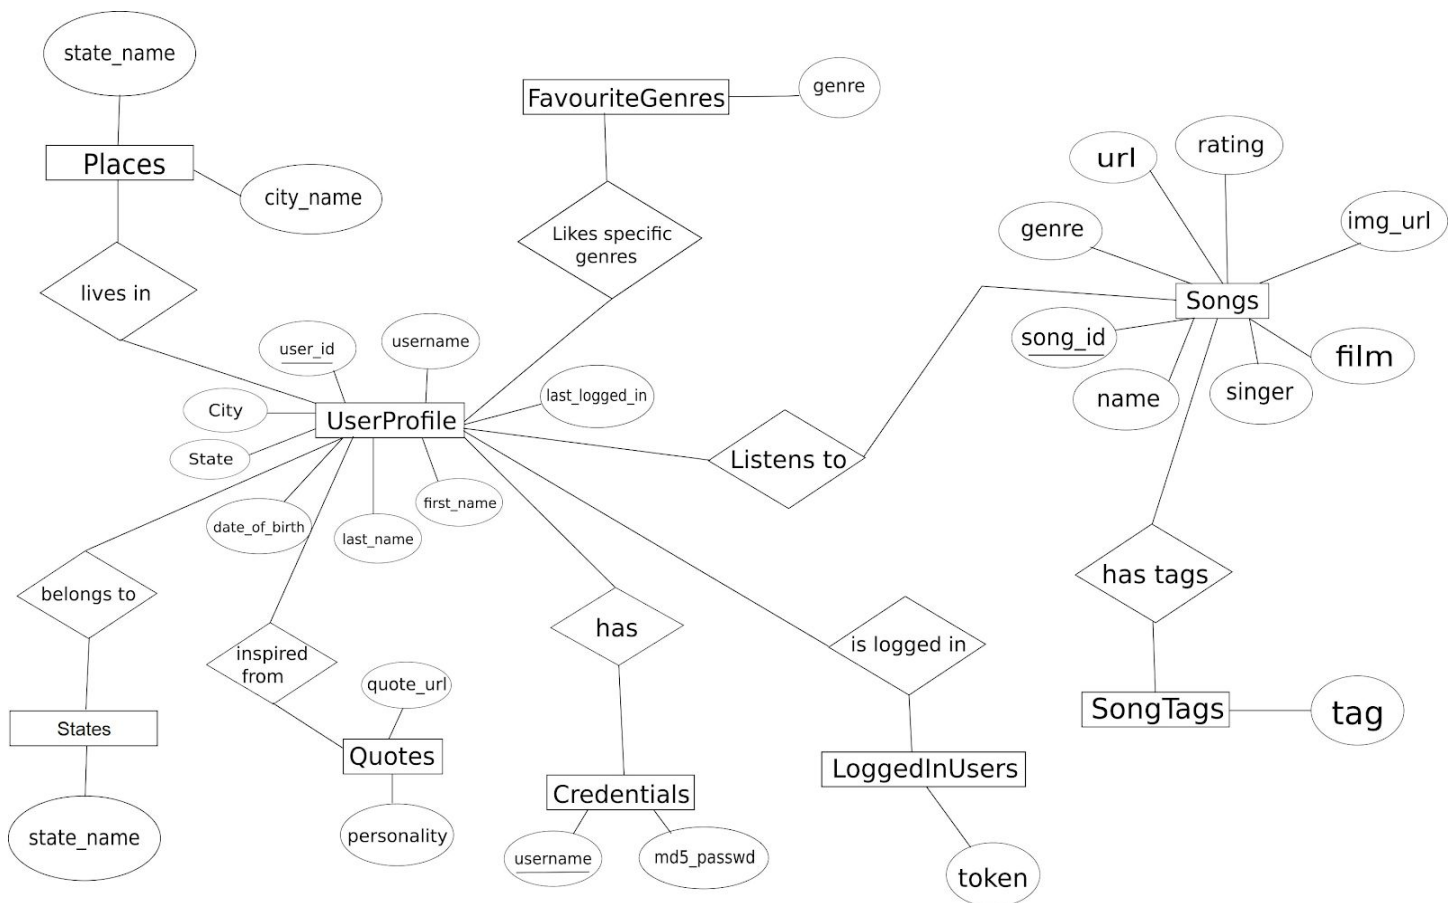 state_name
FavouriteGenres
genre
Places
city_name
url
rating
genre
img_url
Likes specific
genres
lives in
Songs
user_id
username
song_id
film
name
singer
City
UserProfile
last_logged_in
State
Listens to
date_of_birth
last_name
first_name
belongs to
has
is logged in
has tags
inspired
from
quote_url
States
Quotes
SongTags
tag
Credentials
LoggedInUsers
state_name
personality
username
md5_passwd
token